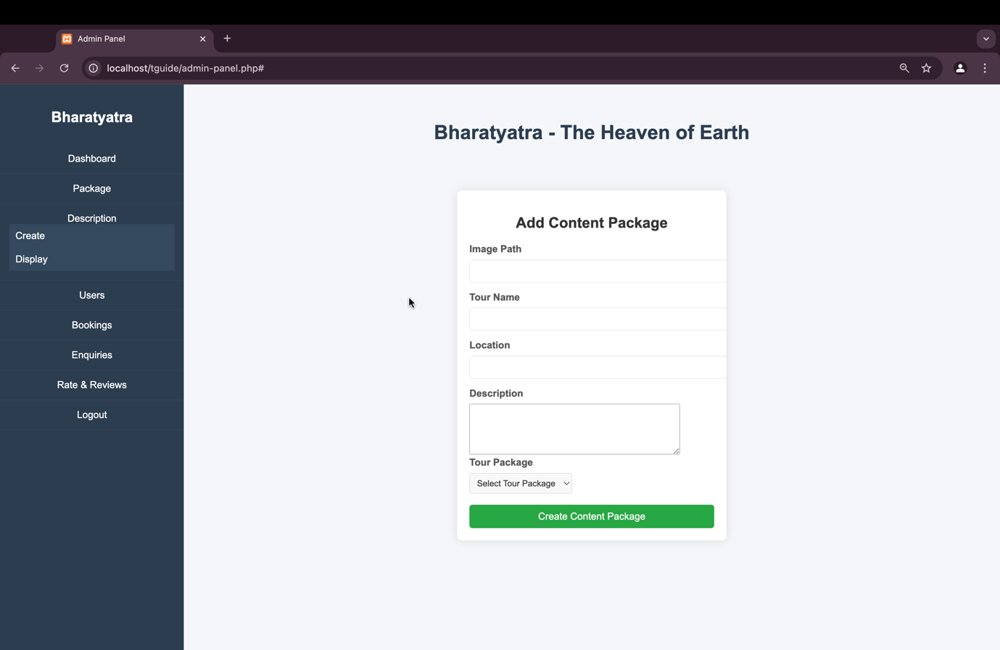 Admin Panel
localhost/tguide/admin-panel.php#
Bharatyatra
Dashboard
Package
Description
Create
Display
Users
Bookings
Enquiries
Rate & Reviews
Logout
Bharatyatra - The Heaven of Earth
Add Content Package
Image Path
Tour Name
Location
Description
Tour Package
Select Tour Package
Create Content Package